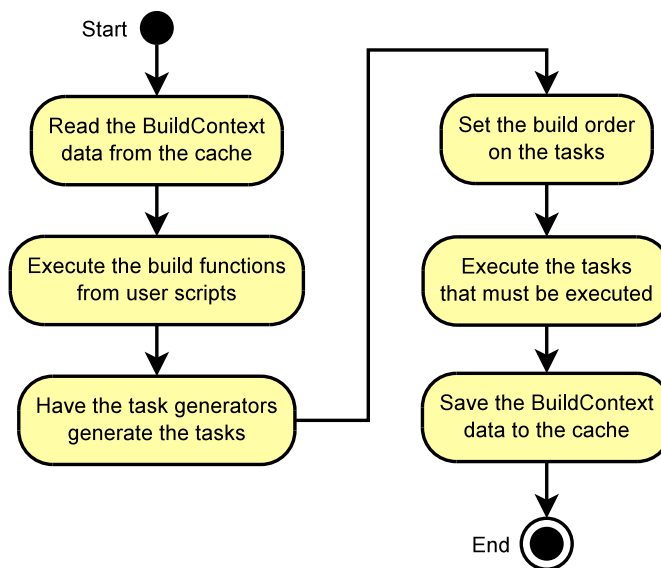 Start
Read the BuildContext
data from the cache
Execute the build functions
from user scripts
Have the task generators
generate the tasks
Set the build order
on the tasks
Execute the tasks
that must be executed
Save the BuildContext
data to the cache
End